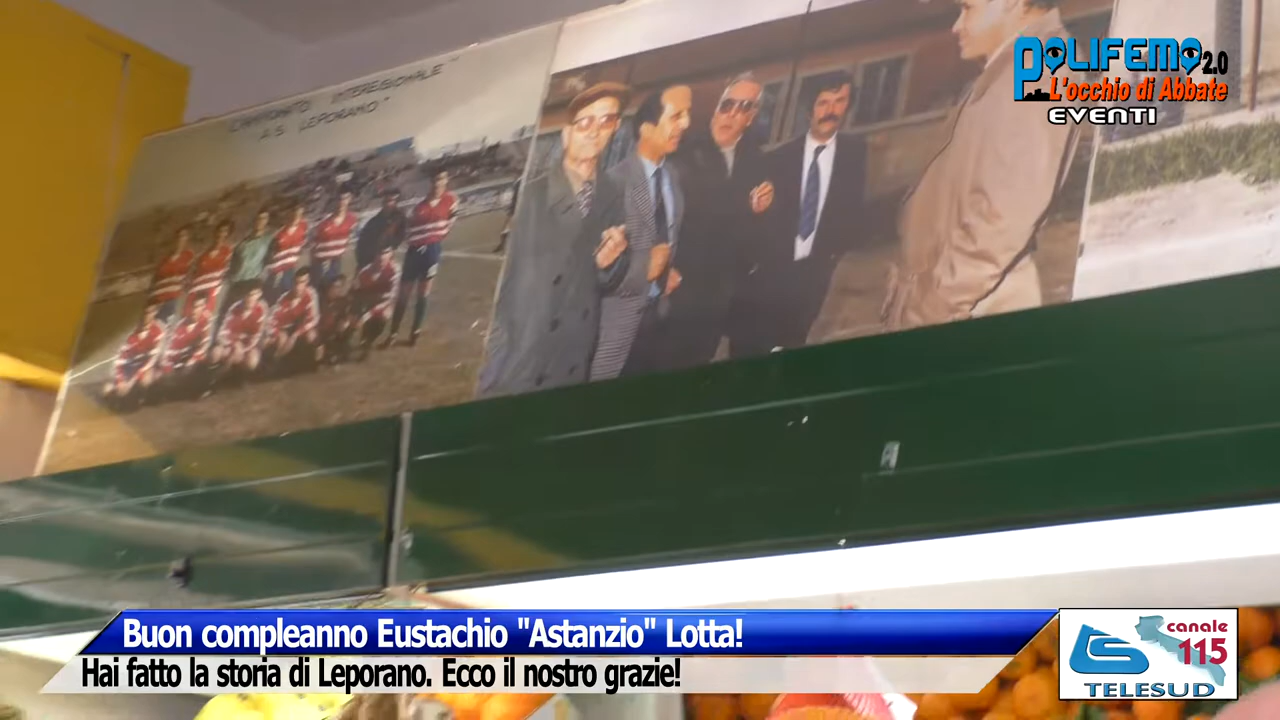 POLIFEMO 2.0
L'occhio di Abbate
EVENTI
CAMPIONATO INTEREGIONALE"
A.S. LEPORANO"
Buon compleanno Eustachio "Astanzio" Lotta!
Hai fatto la storia di Leporano. Ecco il nostro grazie!
canale
115
TELESUD